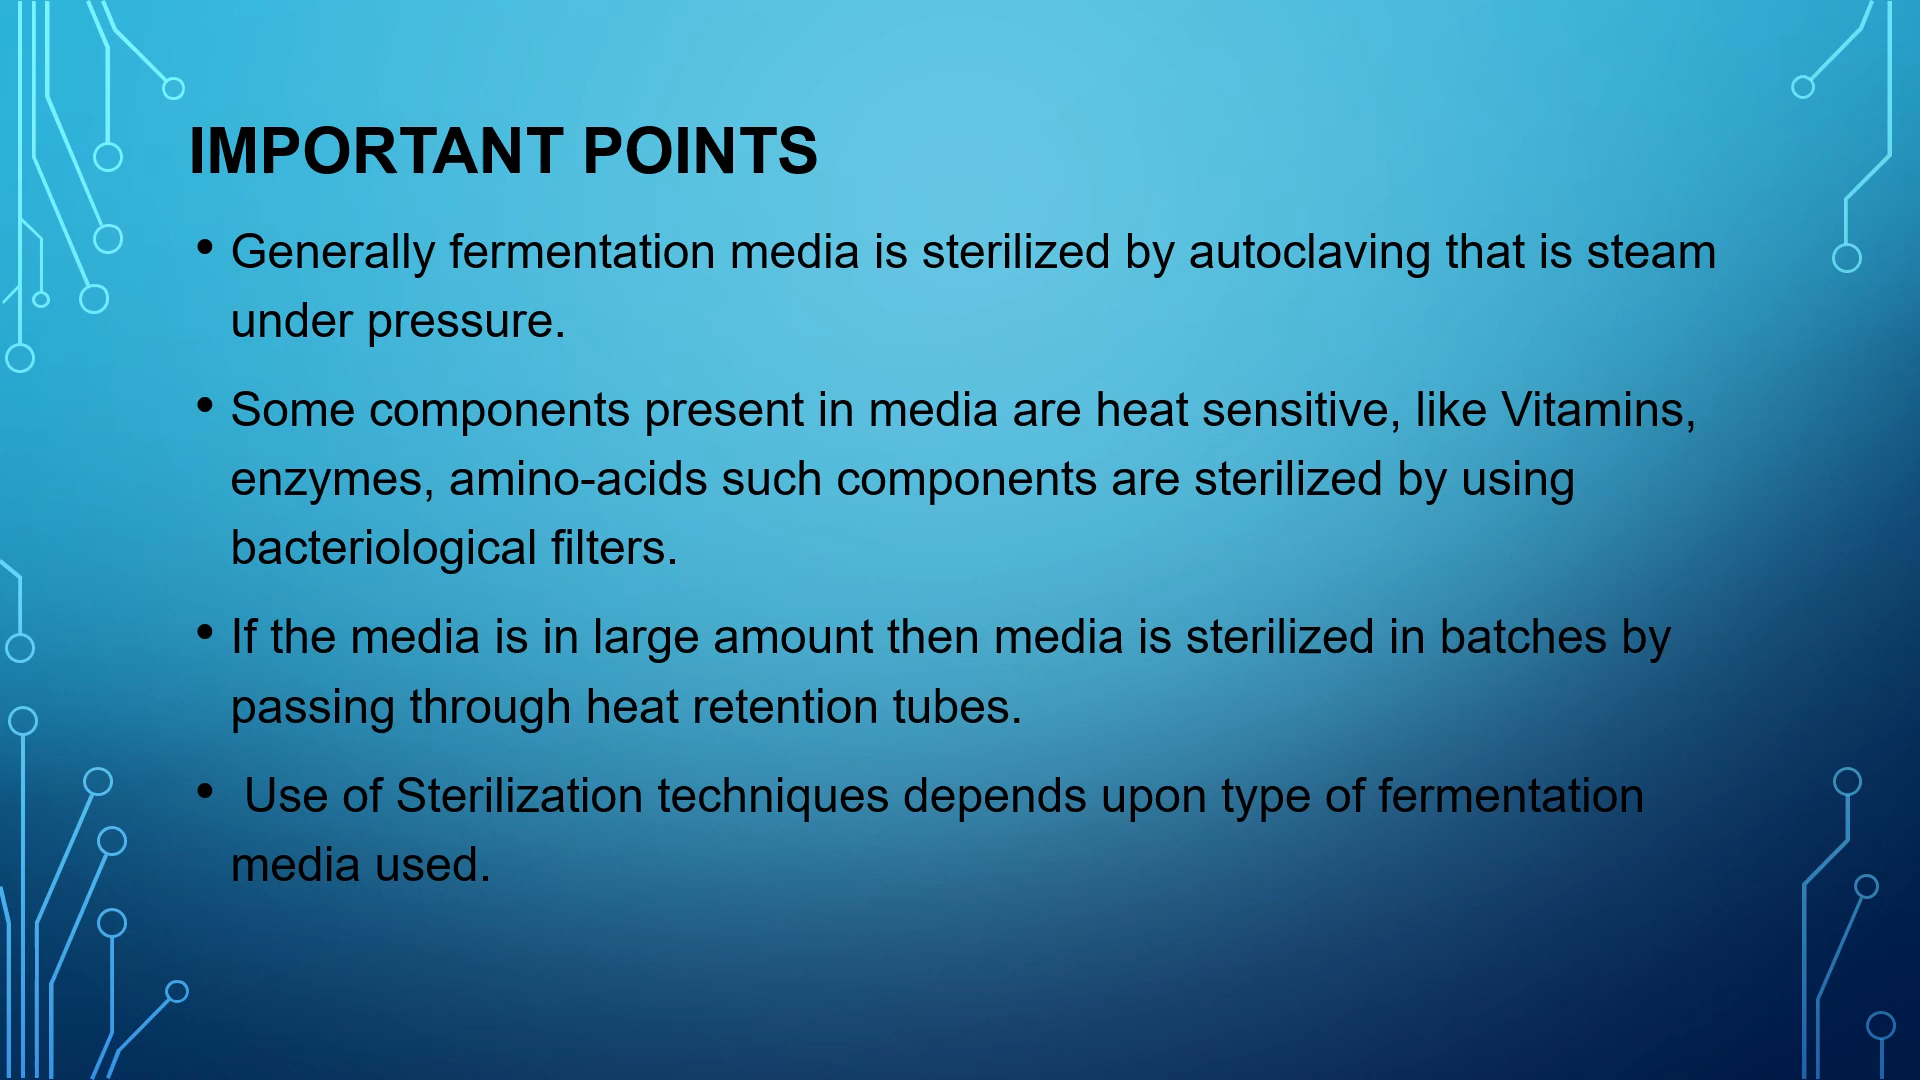 IMPORTANT POINTS
• Generally fermentation media is sterilized by autoclaving that is steam
under pressure.
• Some components present in media are heat sensitive, like Vitamins,
enzymes, amino-acids such components are sterilized by using
bacteriological filters.
• If the media is in large amount then media is sterilized in batches by
passing through heat retention tubes.
• Use of Sterilization techniques depends upon type of fermentation
media used.